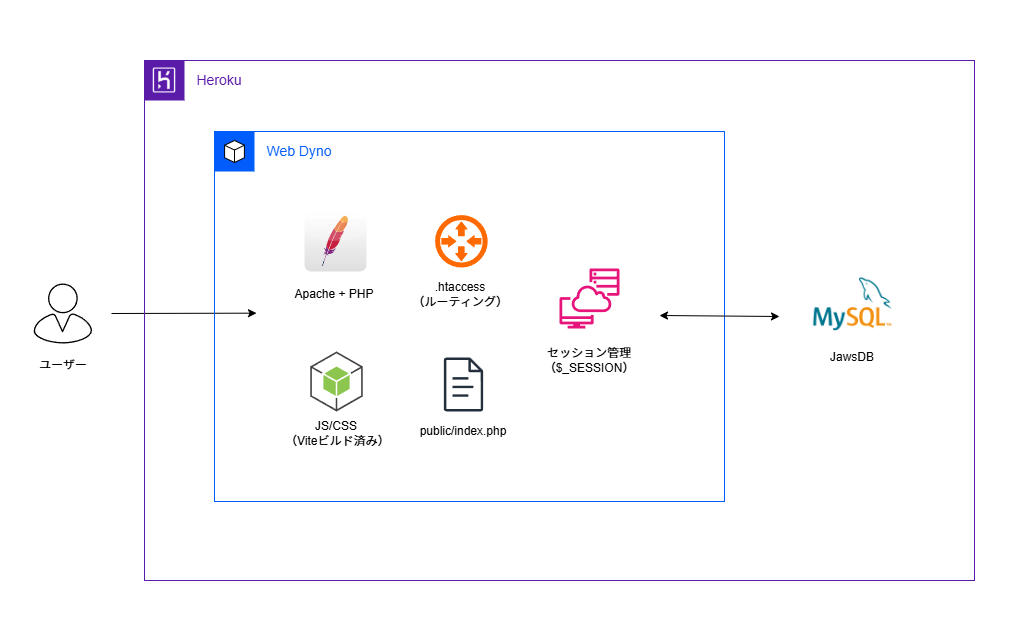 Heroku
Web Dyno
Apache + PHP
.htaccess
（ルーティング）
セッション管理
（$_SESSION）
ユーザー
MySQL
JawsDB
JS/CSS
（Viteビルド済み）
public/index.php